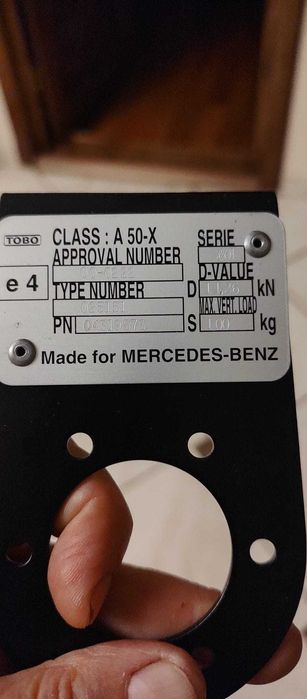 TOBO
CLASS : A 50-X
SERIE
APPROVAL NUMBER
D-VALUE
e 4
TYPE NUMBER
D kN
MAX. VERT. LOAD
PN S 100 kg
Made for MERCEDES-BENZ